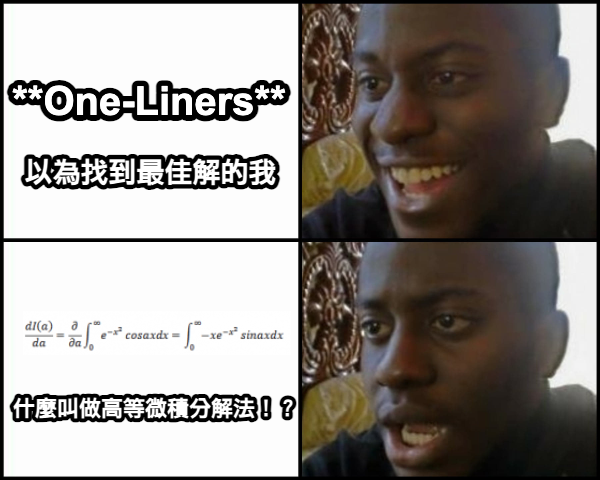 **One-Liners**
以為找到最佳解的我
dI(a)/da = ∂/∂a ∫₀^∞ e^{-x²} cosaxdx = ∫₀^∞ -xe^{-x²} sinaxdx
什麼叫做高等微積分解法！？